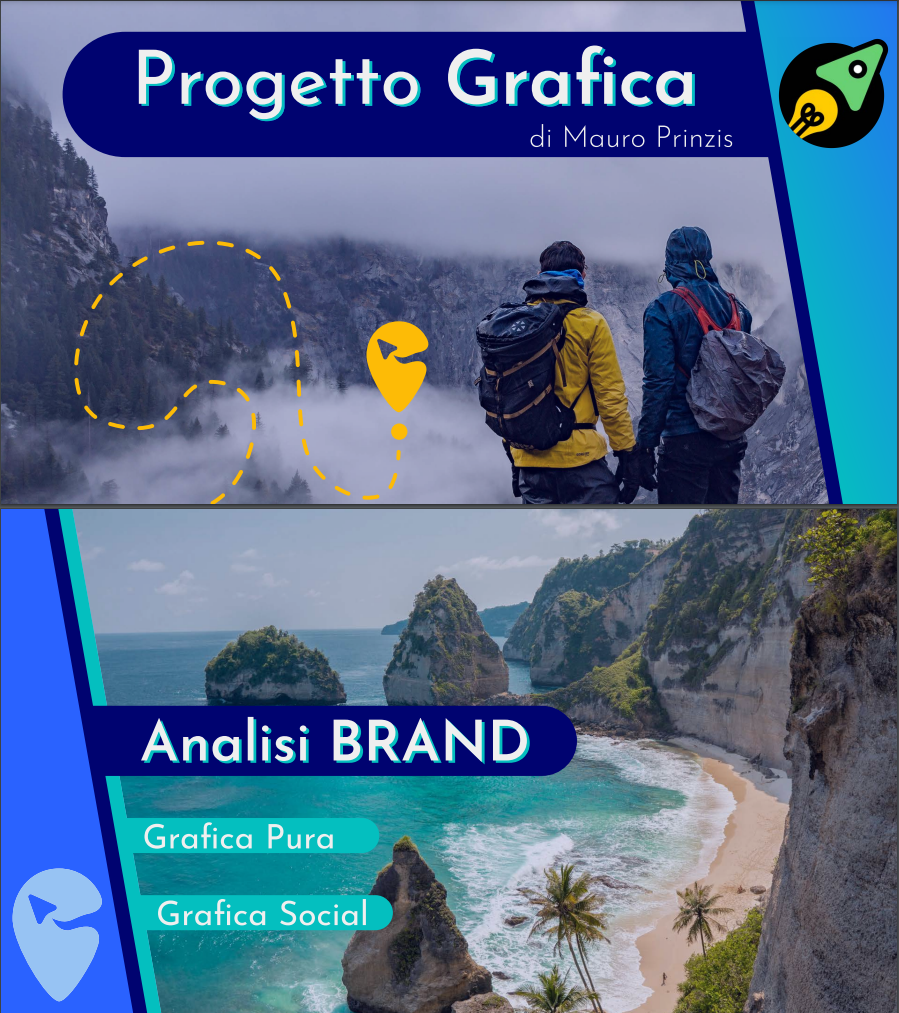 Progetto Grafica
di Mauro Prinzis
Analisi BRAND
Grafica Pura
Grafica Social